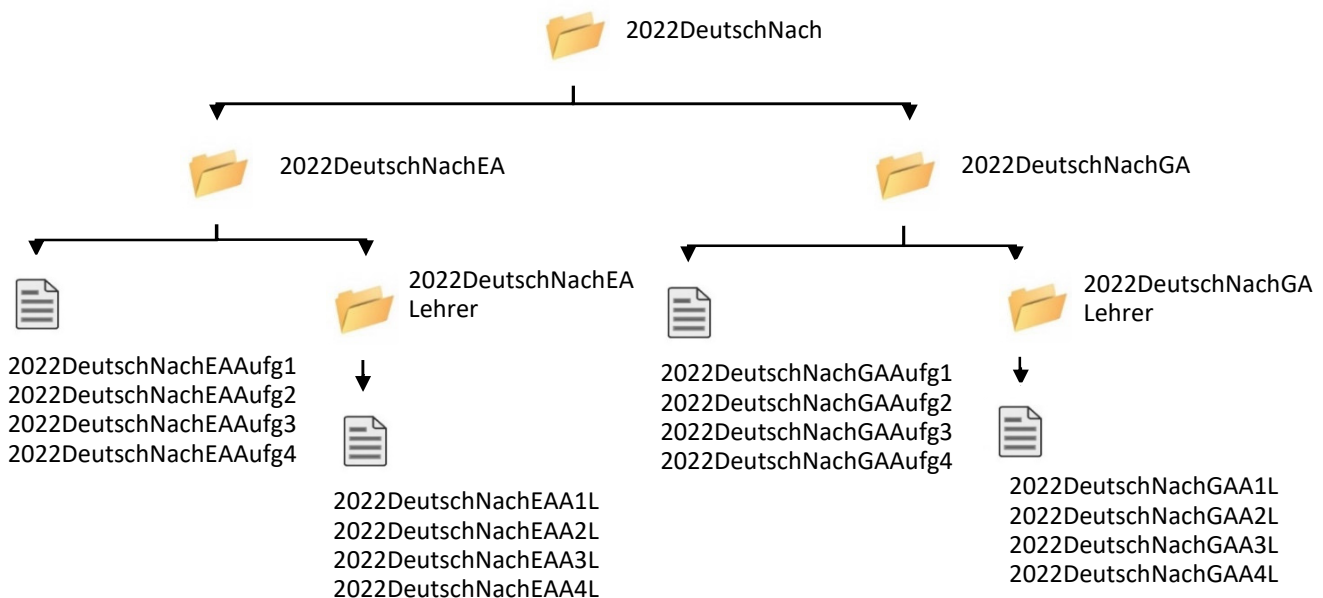 2022DeutschNach
2022DeutschNachEA
2022DeutschNachGA
2022DeutschNachEA
Lehrer
2022DeutschNachGA
Lehrer
2022DeutschNachEAAufg1
2022DeutschNachEAAufg2
2022DeutschNachEAAufg3
2022DeutschNachEAAufg4
2022DeutschNachEAA1L
2022DeutschNachEAA2L
2022DeutschNachEAA3L
2022DeutschNachEAA4L
2022DeutschNachGAAufg1
2022DeutschNachGAAufg2
2022DeutschNachGAAufg3
2022DeutschNachGAAufg4
2022DeutschNachGAA1L
2022DeutschNachGAA2L
2022DeutschNachGAA3L
2022DeutschNachGAA4L